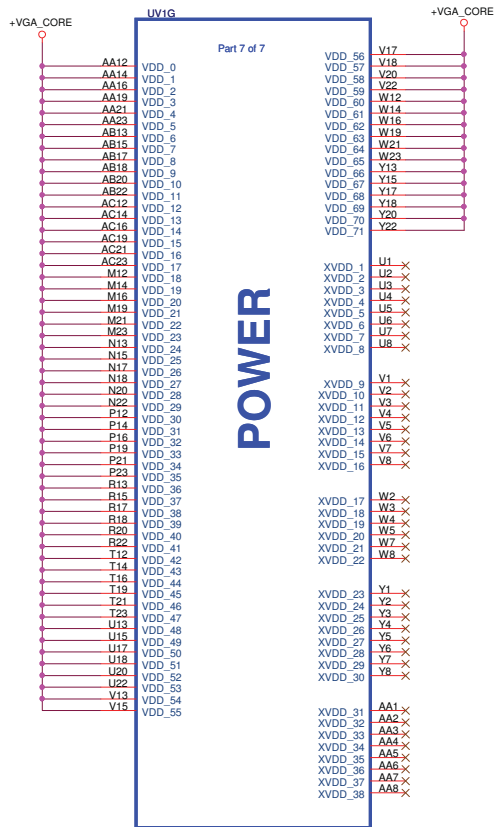 +VGA_CORE
UV1G
+VGA_CORE
Part 7 of 7
AA12 VDD_0
AA14 VDD_1
AA16 VDD_2
AA19 VDD_3
AA21 VDD_4
AA23 VDD_5
AB13 VDD_6
AB15 VDD_7
AB17 VDD_8
AB18 VDD_9
AB20 VDD_10
AB22 VDD_11
AC12 VDD_12
AC14 VDD_13
AC16 VDD_14
AC19 VDD_15
AC21 VDD_16
AC23 VDD_17
M12 VDD_18
M14 VDD_19
M16 VDD_20
M19 VDD_21
M21 VDD_22
M23 VDD_23
N13 VDD_24
N15 VDD_25
N17 VDD_26
N18 VDD_27
N20 VDD_28
N22 VDD_29
P12 VDD_30
P14 VDD_31
P16 VDD_32
P19 VDD_33
P21 VDD_34
P23 VDD_35
R13 VDD_36
R15 VDD_37
R17 VDD_38
R18 VDD_39
R20 VDD_40
R22 VDD_41
T12 VDD_42
T14 VDD_43
T16 VDD_44
T19 VDD_45
T21 VDD_46
T23 VDD_47
U13 VDD_48
U15 VDD_49
U17 VDD_50
U18 VDD_51
U20 VDD_52
U22 VDD_53
V13 VDD_54
V15 VDD_55
POWER
VDD_56 V17
VDD_57 V18
VDD_58 V20
VDD_59 V22
VDD_60 W12
VDD_61 W14
VDD_62 W16
VDD_63 W19
VDD_64 W21
VDD_65 W23
VDD_66 Y13
VDD_67 Y15
VDD_68 Y17
VDD_69 Y18
VDD_70 Y20
VDD_71 Y22
XVDD_1 U1
XVDD_2 U2
XVDD_3 U3
XVDD_4 U4
XVDD_5 U5
XVDD_6 U6
XVDD_7 U7
XVDD_8 U8
XVDD_9 V1
XVDD_10 V2
XVDD_11 V3
XVDD_12 V4
XVDD_13 V5
XVDD_14 V6
XVDD_15 V7
XVDD_16 V8
XVDD_17 W2
XVDD_18 W3
XVDD_19 W4
XVDD_20 W5
XVDD_21 W7
XVDD_22 W8
XVDD_23 Y1
XVDD_24 Y2
XVDD_25 Y3
XVDD_26 Y4
XVDD_27 Y5
XVDD_28 Y6
XVDD_29 Y7
XVDD_30 Y8
XVDD_31 AA1
XVDD_32 AA2
XVDD_33 AA3
XVDD_34 AA4
XVDD_35 AA5
XVDD_36 AA6
XVDD_37 AA7
XVDD_38 AA8